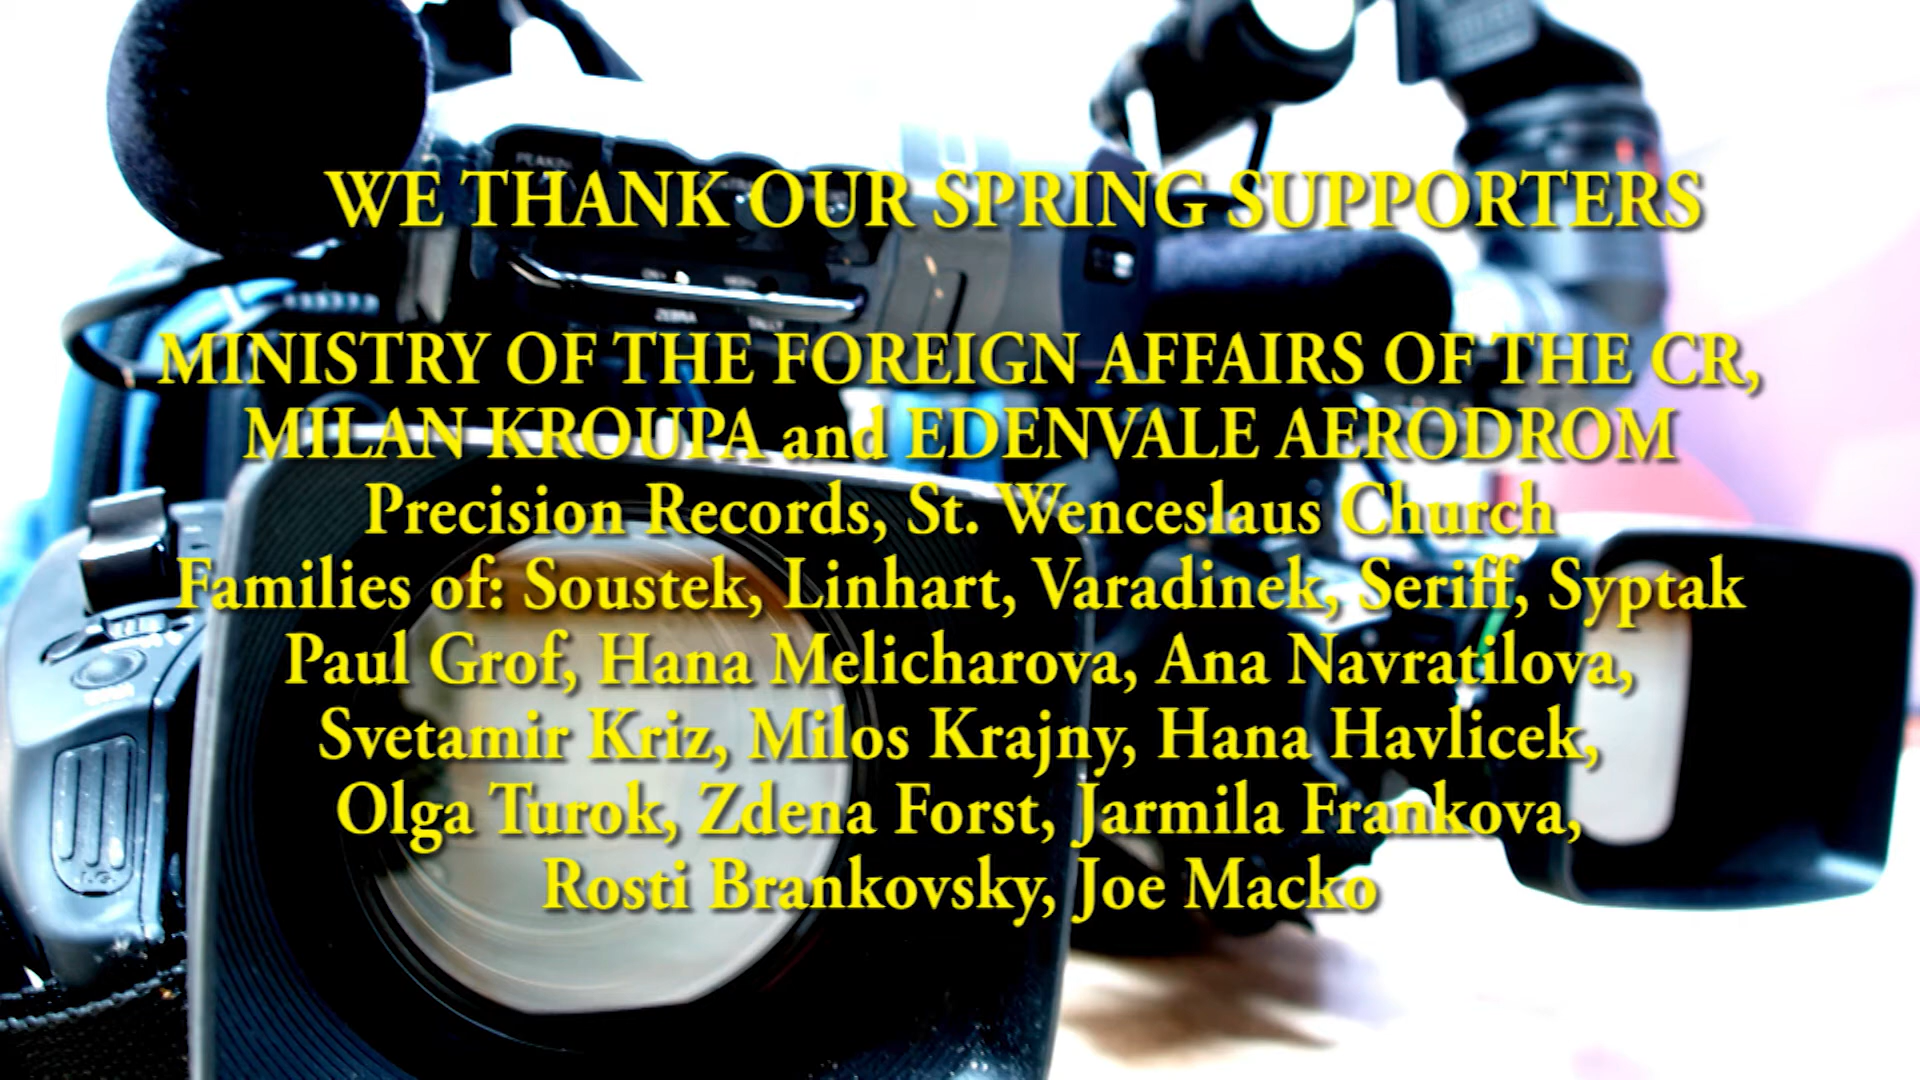 WE THANK OUR SPRING SUPPORTERS
MINISTRY OF THE FOREIGN AFFAIRS OF THE CR,
MILAN KROUPA and EDENVALE AERODROM
Precision Records, St. Wenceslaus Church
Families of: Soustek, Linhart, Varadinek, Seriff, Syptak
Paul Grof, Hana Melicharova, Ana Navratilova,
Svetamir Kriz, Milos Krajny, Hana Havlicek,
Olga Turok, Zdena Forst, Jarmila Frankova,
Rosti Brankovsky, Joe Macko
ZEBRA
TALLY